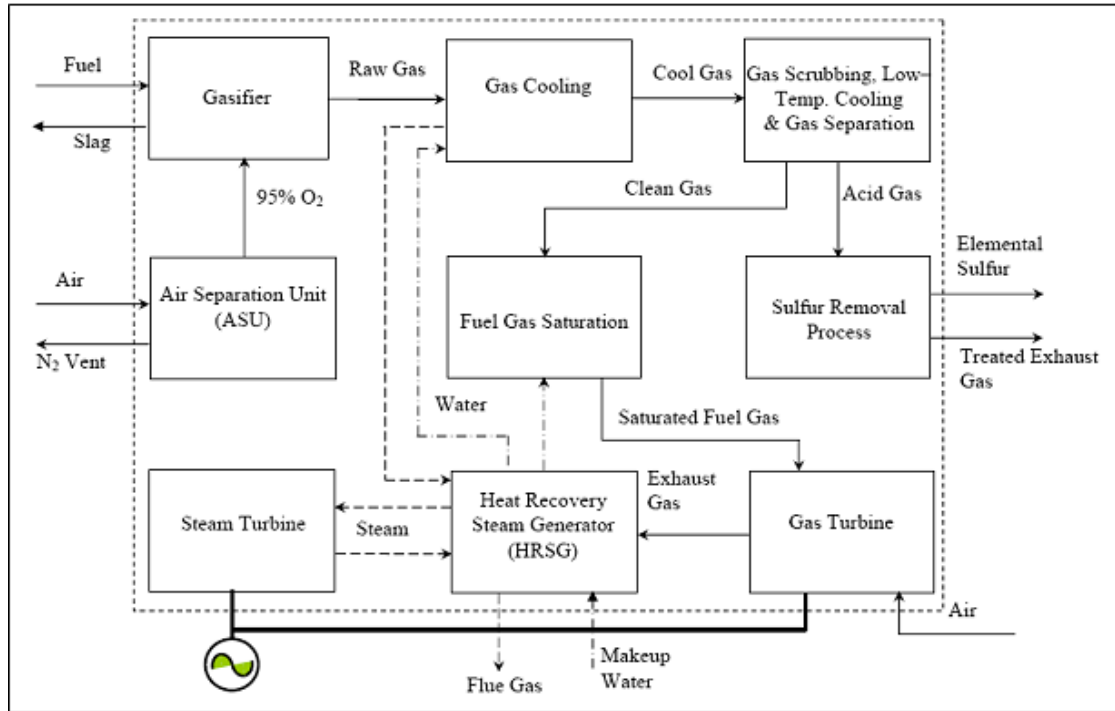 Fuel
Slag
Gasifier
Raw Gas
Gas Cooling
Cool Gas
Gas Scrubbing, Low–
Temp. Cooling
& Gas Separation
95% O₂
Clean Gas
Acid Gas
Air
N₂ Vent
Air Separation Unit
(ASU)
Fuel Gas Saturation
Sulfur Removal
Process
Elemental
Sulfur
Treated Exhaust
Gas
Water
Saturated Fuel Gas
Steam Turbine
Steam
Heat Recovery
Steam Generator
(HRSG)
Exhaust
Gas
Gas Turbine
Air
Flue Gas
Makeup
Water